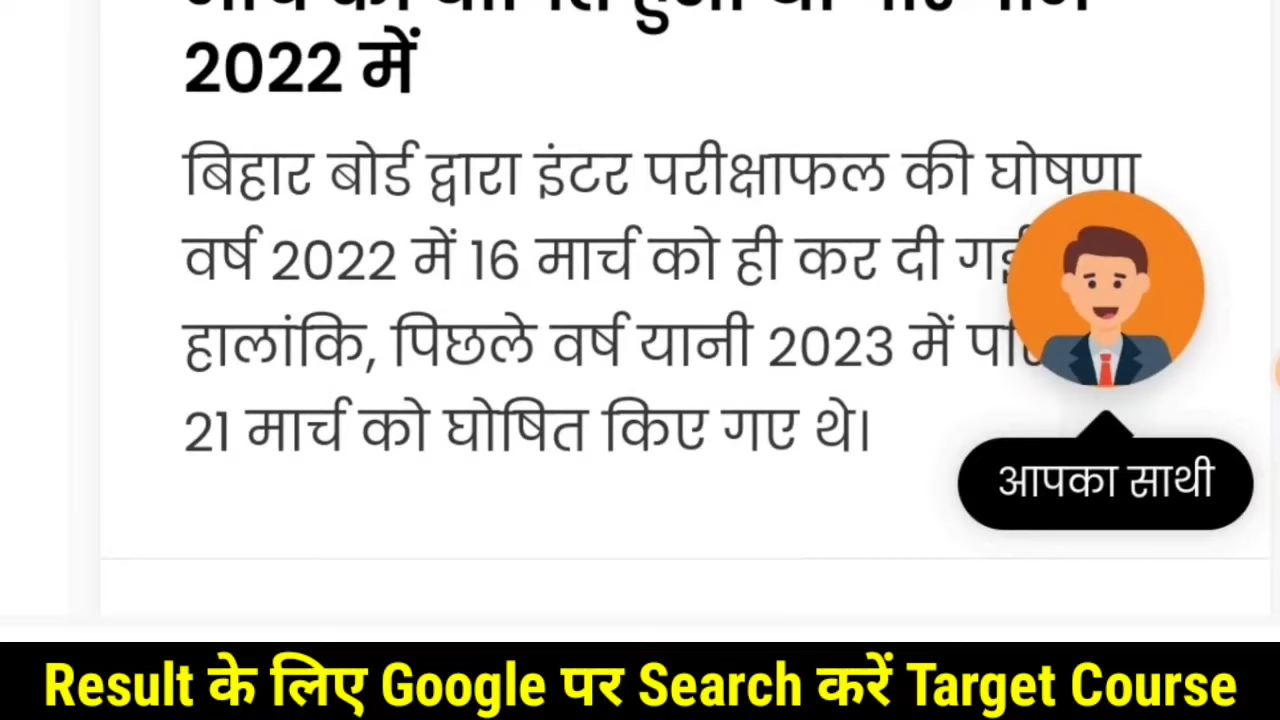 2022 में
बिहार बोर्ड द्वारा इंटर परीक्षाफल की घोषणा
वर्ष 2022 में 16 मार्च को ही कर दी
हालांकि, पिछले वर्ष यानी 2023 में
21 मार्च को घोषित किए गए थे।
आपका साथी
Result के लिए Google पर Search करें Target Course